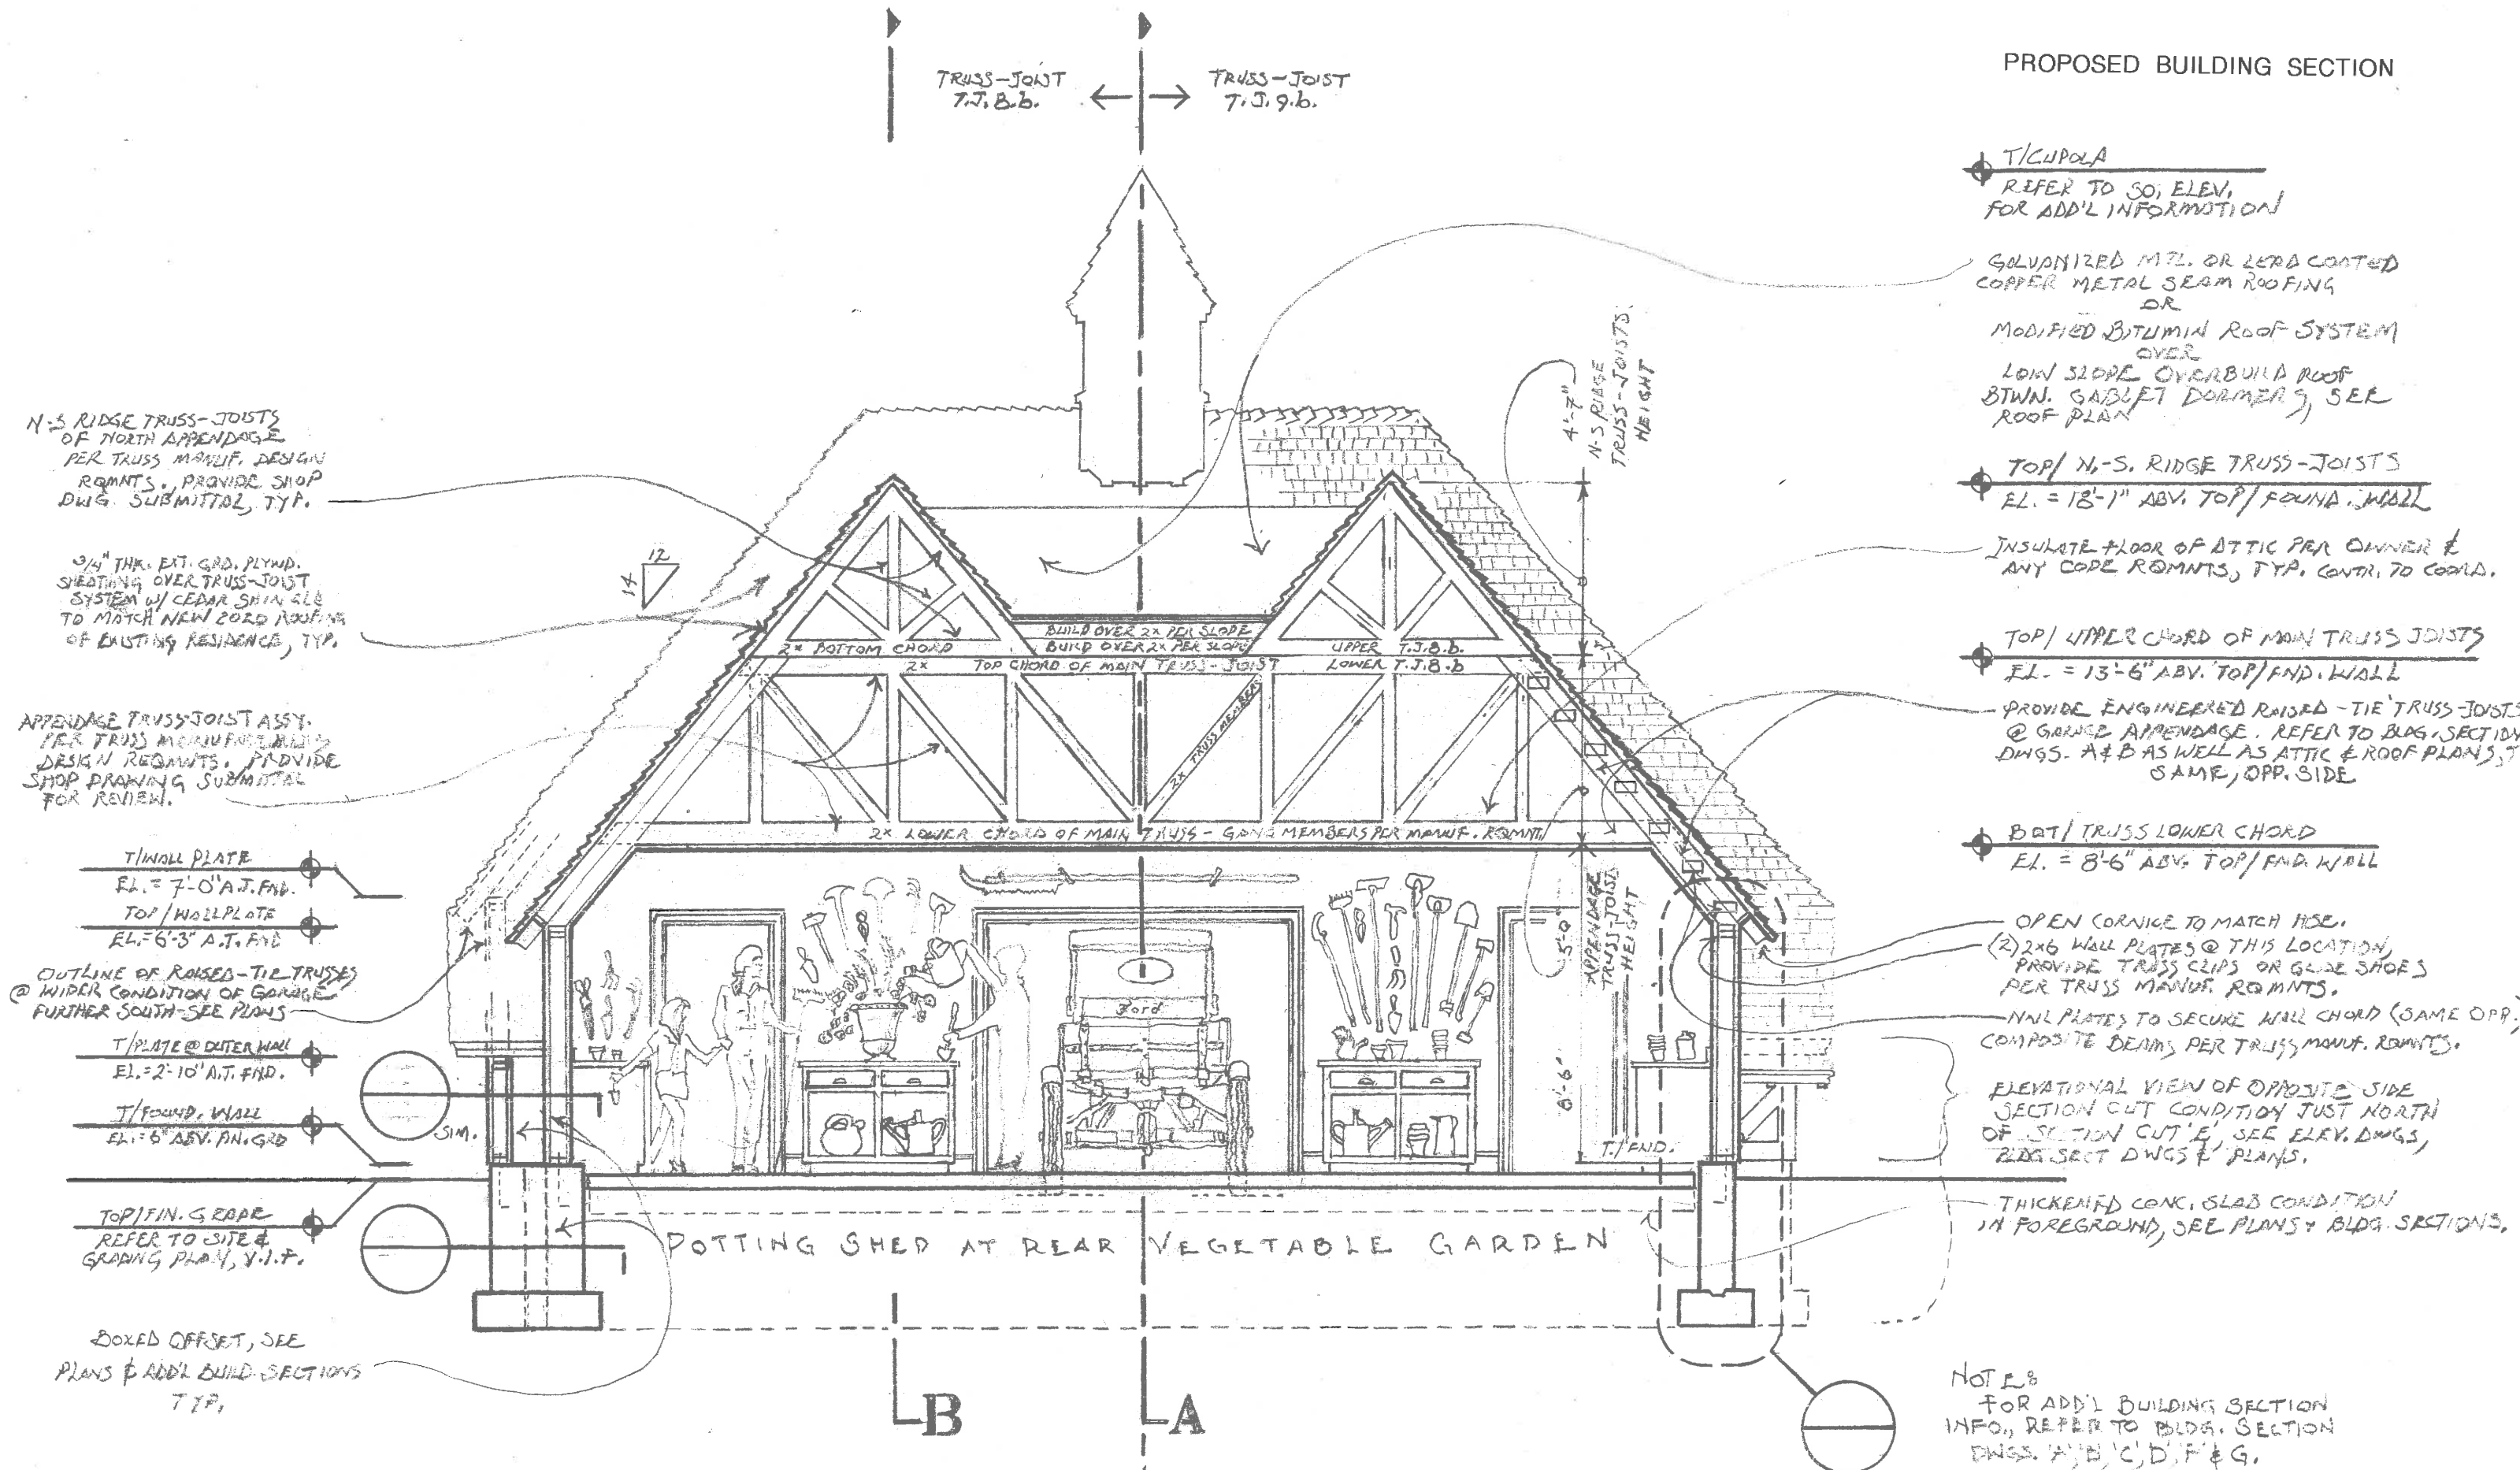 PROPOSED BUILDING SECTION
TRUSS-JOIST
T.J.8.b.
TRUSS-JOIST
T.J.9.b.
N-S RIDGE TRUSS-JOISTS
OF NORTH APPENDAGE
PER TRUSS MANUF. DESIGN
RQMNTS., PROVIDE SHOP
DWG. SUBMITTAL, TYP.
3/4" THK. EXT. GRD. PLYWD.
SHEATING OVER TRUSS-JOIST
SYSTEM W/ CEDAR SHINGLE
TO MATCH NEW 2020 ROOFING
OF EXISTING RESIDENCE, TYP.
APPENDAGE TRUSS-JOIST ASSY.
PER TRUSS
DESIGN REQMNTS. PROVIDE
SHOP DRAWING SUBMITTAL
FOR REVIEW.
T/WALL PLATE
EL. = 7'-0" A.T. FND.
TOP/WALLPLATE
EL. = 6'-3" A.T. FND
OUTLINE OF RAISED-TIE TRUSSES
@ WIDER CONDITION OF GARAGE
FURTHER SOUTH-SEE PLANS
T/PLATE @ OUTER WALL
EL. = 2'-10" A.T. FND.
T/FOUND. WALL
EL. = 6" ABV. FIN. GRD
TOP/FIN. GRADE
REFER TO SITE &
GRADING PLAN, V.I.F.
BOXED OFFSET, SEE
PLANS & ADD'L BUILD. SECTIONS
TYP.
SIM.
12
14
BUILD OVER 2x PER SLOPE
2x BOTTOM CHORD
BUILD OVER 2x PER SLOPE
UPPER T.J.8.b.
2x TOP CHORD OF MAIN TRUSS-JOIST
LOWER T.J.8.b
2x TRUSS MEMBERS
2x LOWER CHORD OF MAIN TRUSS - GANG MEMBERS PER MANUF. RQMNT.
4'-7"
N-S RIDGE
TRUSS-JOISTS.
HEIGHT
5'-0"
APPENDAGE
TRUSS-JOIST.
HEIGHT
8'-6"
T./FND.
Ford
POTTING SHED AT REAR VEGETABLE GARDEN
B
A
T/CUPOLA
REFER TO SO. ELEV.
FOR ADD'L INFORMATION
GALVANIZED MTL. OR LEAD COATED
COPPER METAL SEAM ROOFING
OR
MODIFIED BITUMIN ROOF SYSTEM
OVER
LOW SLOPE OVERBUILD ROOF
BTWN. GABLET DORMERS, SEE
ROOF PLAN
TOP/ N.-S. RIDGE TRUSS-JOISTS
EL. = 18'-1" ABV. TOP/FOUND. WALL
INSULATE FLOOR OF ATTIC PER OWNER &
ANY CODE RQMNTS, TYP. CONTR. TO COORD.
TOP/ UPPER CHORD OF MAIN TRUSS JOISTS
EL. = 13'-6" ABV. TOP/FND. WALL
PROVIDE ENGINEERED RAISED-TIE TRUSS-JOISTS
@ GARAGE APPENDAGE. REFER TO BLDG. SECTION
DWGS. A & B AS WELL AS ATTIC & ROOF PLANS,
SAME, OPP. SIDE
BOT/ TRUSS LOWER CHORD
EL. = 8'-6" ABV. TOP/FND. WALL
OPEN CORNICE TO MATCH HSE.
(2) 2x6 WALL PLATES @ THIS LOCATION,
PROVIDE TRUSS CLIPS OR GLIDE SHOES
PER TRUSS MANUF. RQMNTS.
NAIL PLATES TO SECURE WALL CHORD (SAME OPP.)
COMPOSITE BEAMS PER TRUSS MANUF. RQMNTS.
ELEVATIONAL VIEW OF OPPOSITE SIDE
SECTION CUT CONDITION JUST NORTH
OF SECTION CUT 'E', SEE ELEV. DWGS,
BLDG SECT DWGS & PLANS.
THICKENED CONC. SLAB CONDITION
IN FOREGROUND, SEE PLANS & BLDG. SECTIONS.
NOTE:
FOR ADD'L BUILDING SECTION
INFO., REFER TO BLDG. SECTION
DWGS. 'A','B','C','D','F' & G.